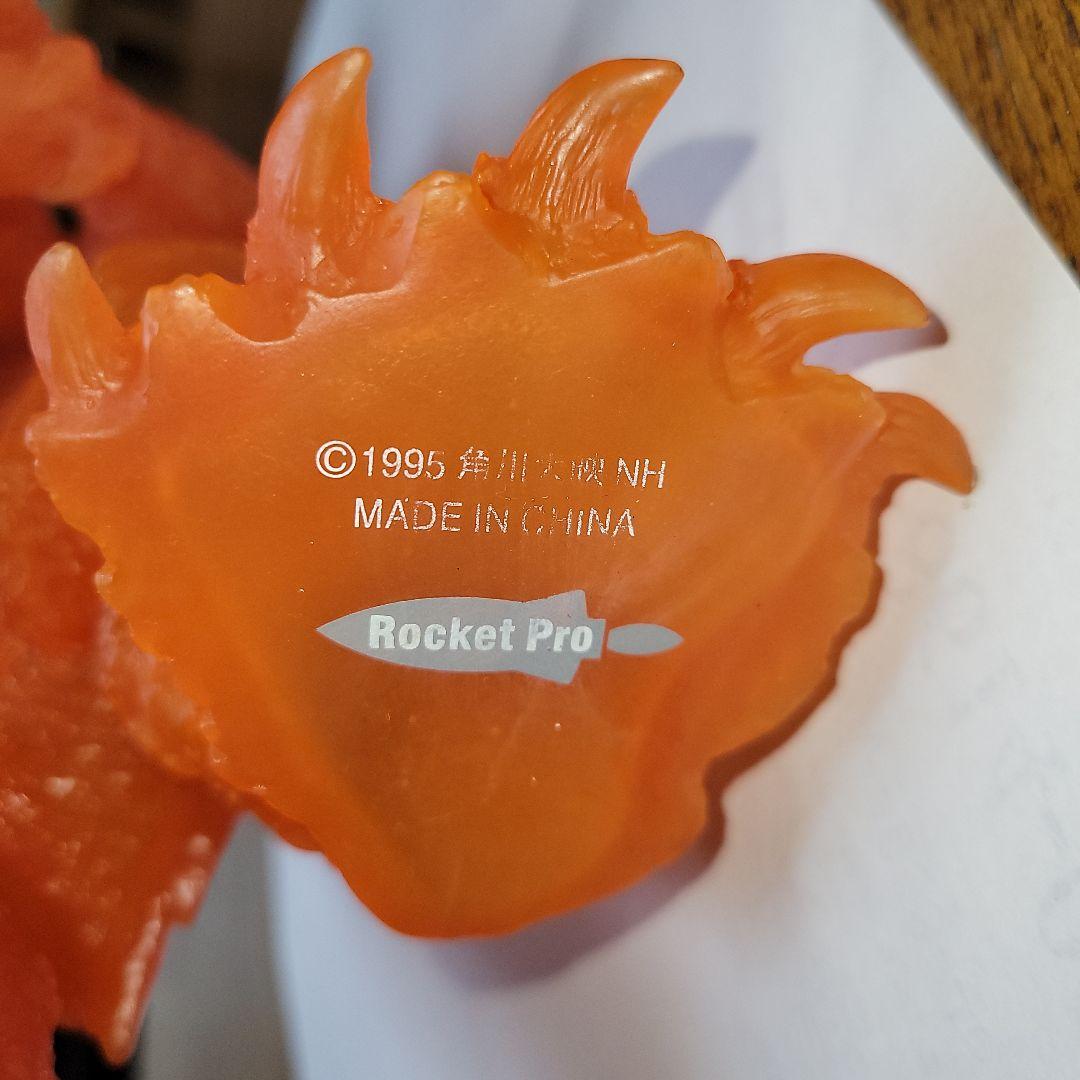 ©1995 角川大映 NH
MADE IN CHINA
Rocket Pro